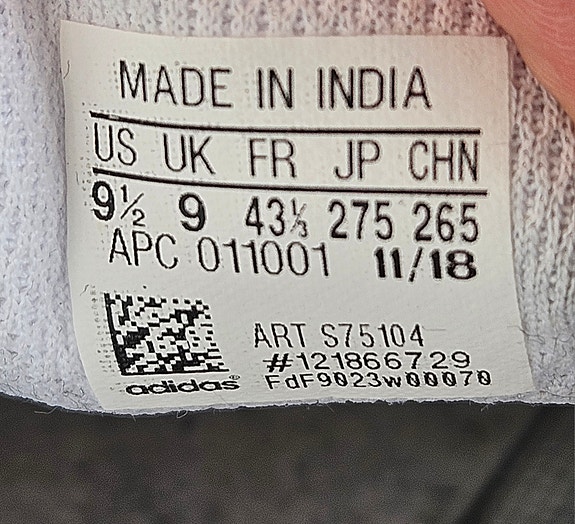 MADE IN INDIA
US UK FR JP CHN
9½ 9 43⅓ 275 265
APC 011001 11/18
ART S75104
#121866729
adidas® FdF9023w00070